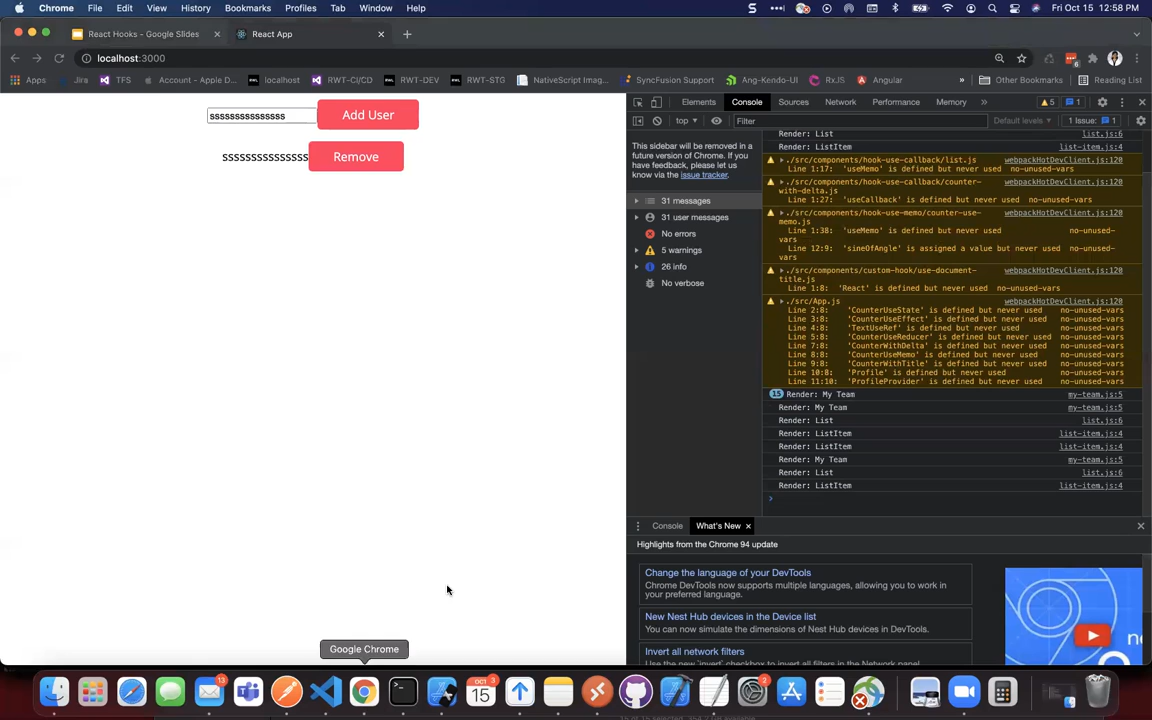 Chrome File Edit View History Bookmarks Profiles Tab Window Help
Fri Oct 15 12:58 PM
React Hooks - Google Slides
React App
localhost:3000
Apps
Jira
TFS
Account - Apple D...
localhost
RWT-CI/CD
RWT-DEV
RWT-STG
NativeScript Imag...
SyncFusion Support
Ang-Kendo-UI
RxJS
Angular
»
Other Bookmarks
Reading List
ssssssssssssssss
Add User
ssssssssssssssss
Remove
Elements Console Sources Network Performance Memory » 5 1
top
Filter
Default levels
1 Issue: 1
This sidebar will be removed in a
future version of Chrome. If you
have feedback, please let us
know via the issue tracker.
31 messages
31 user messages
No errors
5 warnings
26 info
No verbose
Render: List list.js:6
Render: ListItem list-item.js:4
./src/components/hook-use-callback/list.js webpackHotDevClient.js:120
Line 1:17: 'useMemo' is defined but never used no-unused-vars
./src/components/hook-use-callback/counter- webpackHotDevClient.js:120
with-delta.js
Line 1:27: 'useCallback' is defined but never used no-unused-vars
./src/components/hook-use-memo/counter-use- webpackHotDevClient.js:120
memo.js
Line 1:38: 'useMemo' is defined but never used no-unused-
vars
Line 12:9: 'sineOfAngle' is assigned a value but never used no-unused-
vars
./src/components/custom-hook/use-document- webpackHotDevClient.js:120
title.js
Line 1:8: 'React' is defined but never used no-unused-vars
./src/App.js webpackHotDevClient.js:120
Line 2:8: 'CounterUseState' is defined but never used no-unused-vars
Line 3:8: 'CounterUseEffect' is defined but never used no-unused-vars
Line 4:8: 'TextUseRef' is defined but never used no-unused-vars
Line 5:8: 'CounterUseReducer' is defined but never used no-unused-vars
Line 7:8: 'CounterWithDelta' is defined but never used no-unused-vars
Line 8:8: 'CounterUseMemo' is defined but never used no-unused-vars
Line 9:8: 'CounterWithTitle' is defined but never used no-unused-vars
Line 10:8: 'Profile' is defined but never used no-unused-vars
Line 11:10: 'ProfileProvider' is defined but never used no-unused-vars
15 Render: My Team my-team.js:5
Render: My Team my-team.js:5
Render: List list.js:6
Render: ListItem list-item.js:4
Render: ListItem list-item.js:4
Render: My Team my-team.js:5
Render: List list.js:6
Render: ListItem list-item.js:4
Console What's New
Highlights from the Chrome 94 update
Change the language of your DevTools
DevTools now supports multiple languages, allowing you to work in
your preferred language.
New Nest Hub devices in the Device list
You can now simulate the dimensions of Nest Hub devices in DevTools.
Invert all network filters
Google Chrome
13
OCT 3
15
2